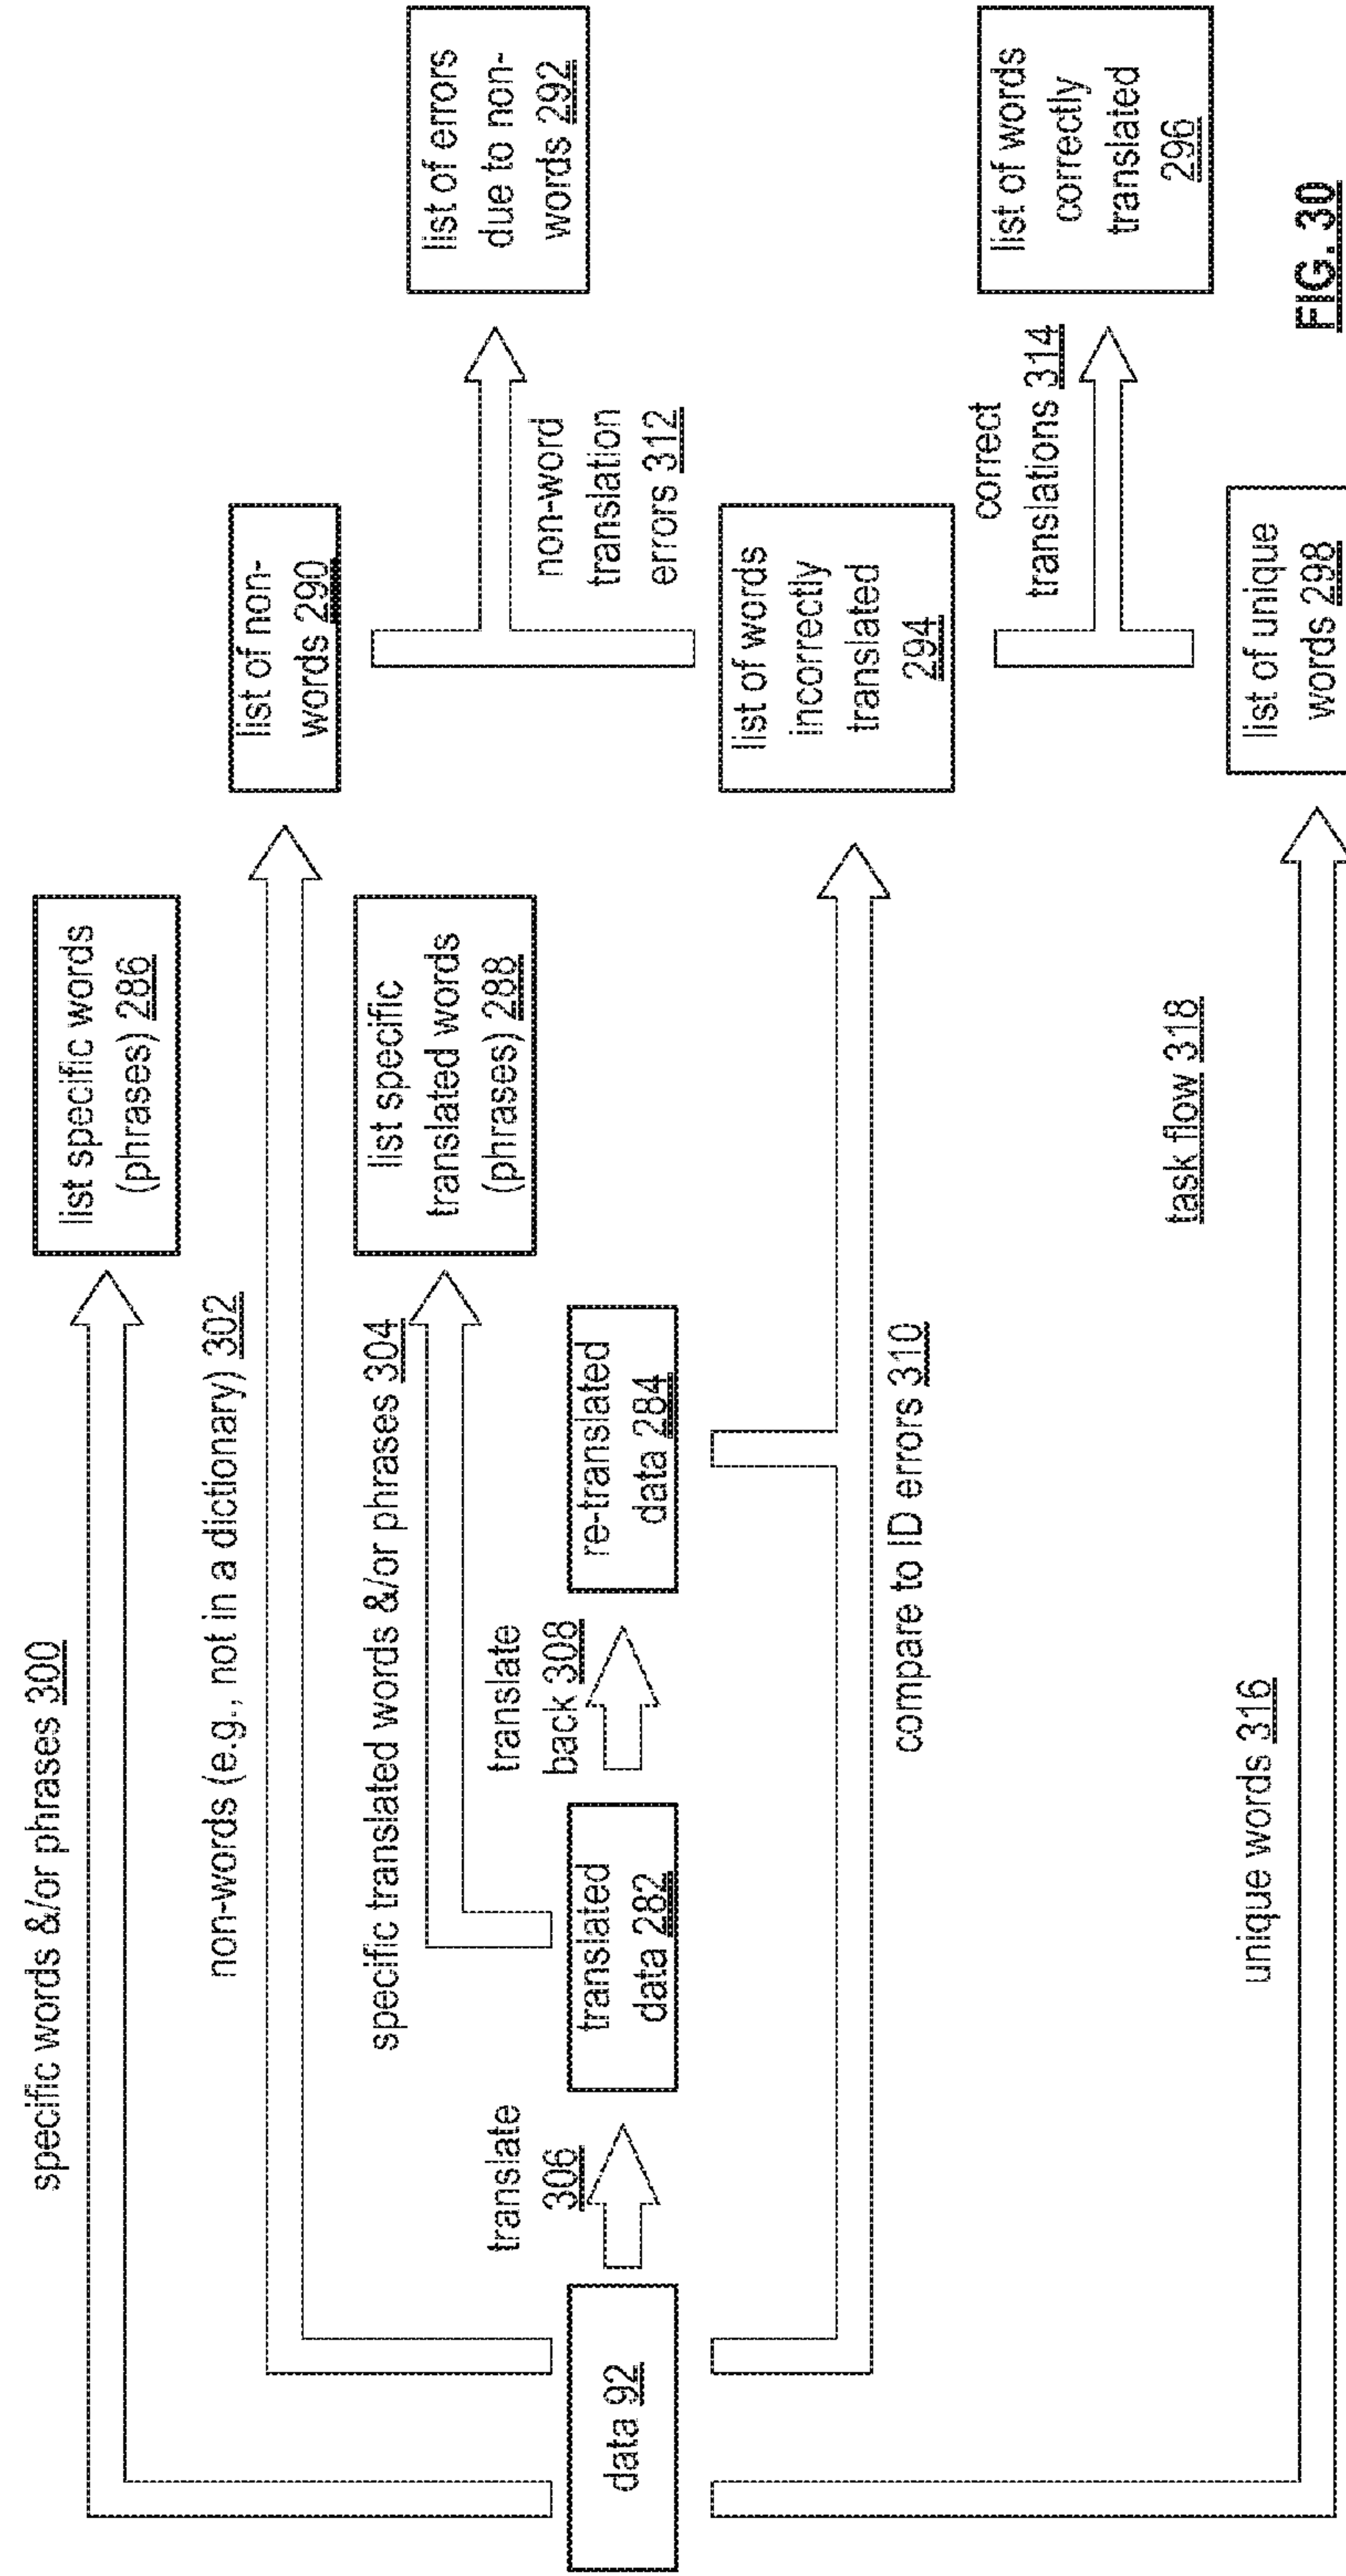 specific words &/or phrases 300
list specific words
(phrases) 286
non-words (e.g., not in a dictionary) 302
list of non-
words 290
specific translated words &/or phrases 304
list specific
translated words
(phrases) 288
list of errors
due to non-
words 292
non-word
translation
errors 312
translate
306
translate
back 308
data 92
translated
data 282
re-translated
data 284
list of words
incorrectly
translated
294
compare to ID errors 310
correct
translations 314
list of words
correctly
translated
296
task flow 318
unique words 316
list of unique
words 298
FIG. 30